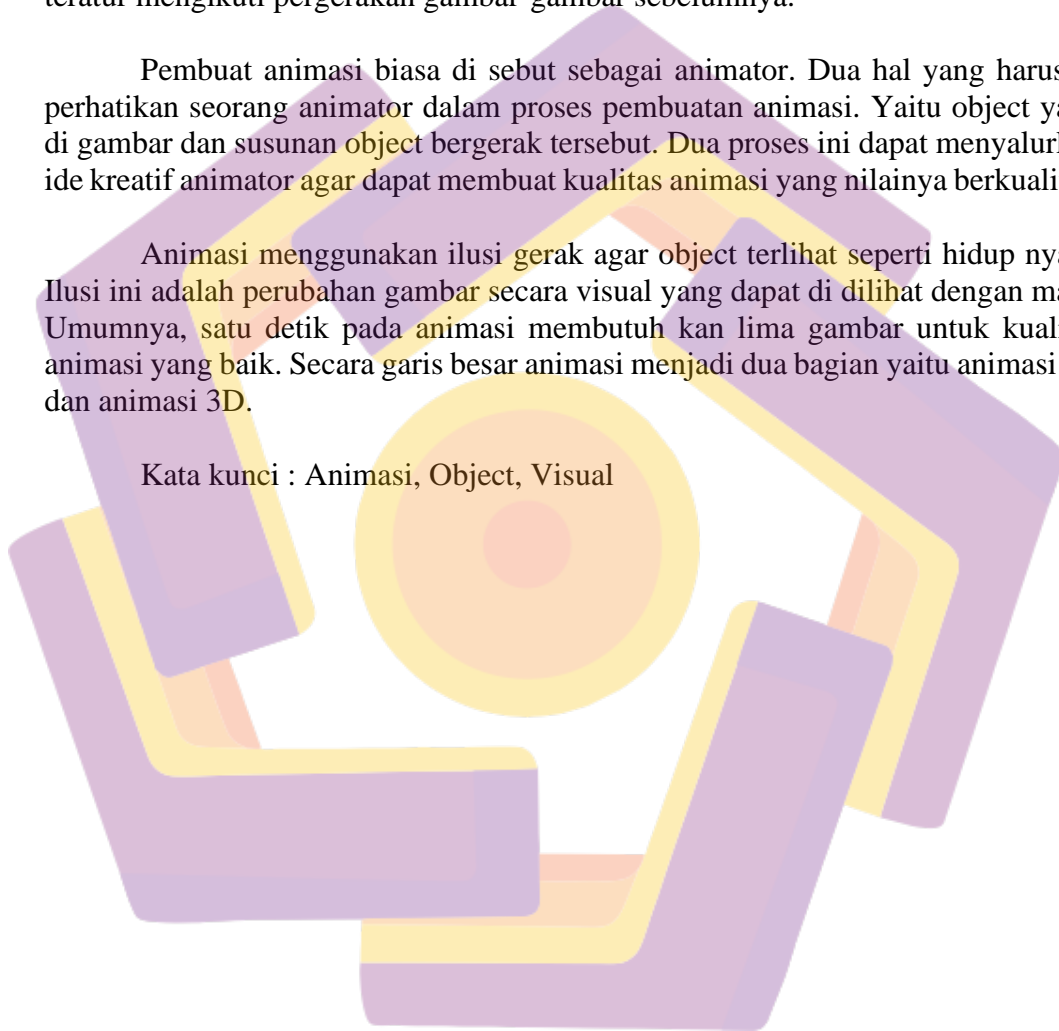 teratur mengikuti pergerakan gambar-gambar sebelumnya.
Pembuat animasi biasa di sebut sebagai animator. Dua hal yang harus
perhatikan seorang animator dalam proses pembuatan animasi. Yaitu object ya
di gambar dan susunan object bergerak tersebut. Dua proses ini dapat menyalur
ide kreatif animator agar dapat membuat kualitas animasi yang nilainya berkuali
Animasi menggunakan ilusi gerak agar object terlihat seperti hidup nya
Ilusi ini adalah perubahan gambar secara visual yang dapat di dilihat dengan ma
Umumnya, satu detik pada animasi membutuh kan lima gambar untuk kual
animasi yang baik. Secara garis besar animasi menjadi dua bagian yaitu animasi
dan animasi 3D.
Kata kunci : Animasi, Object, Visual